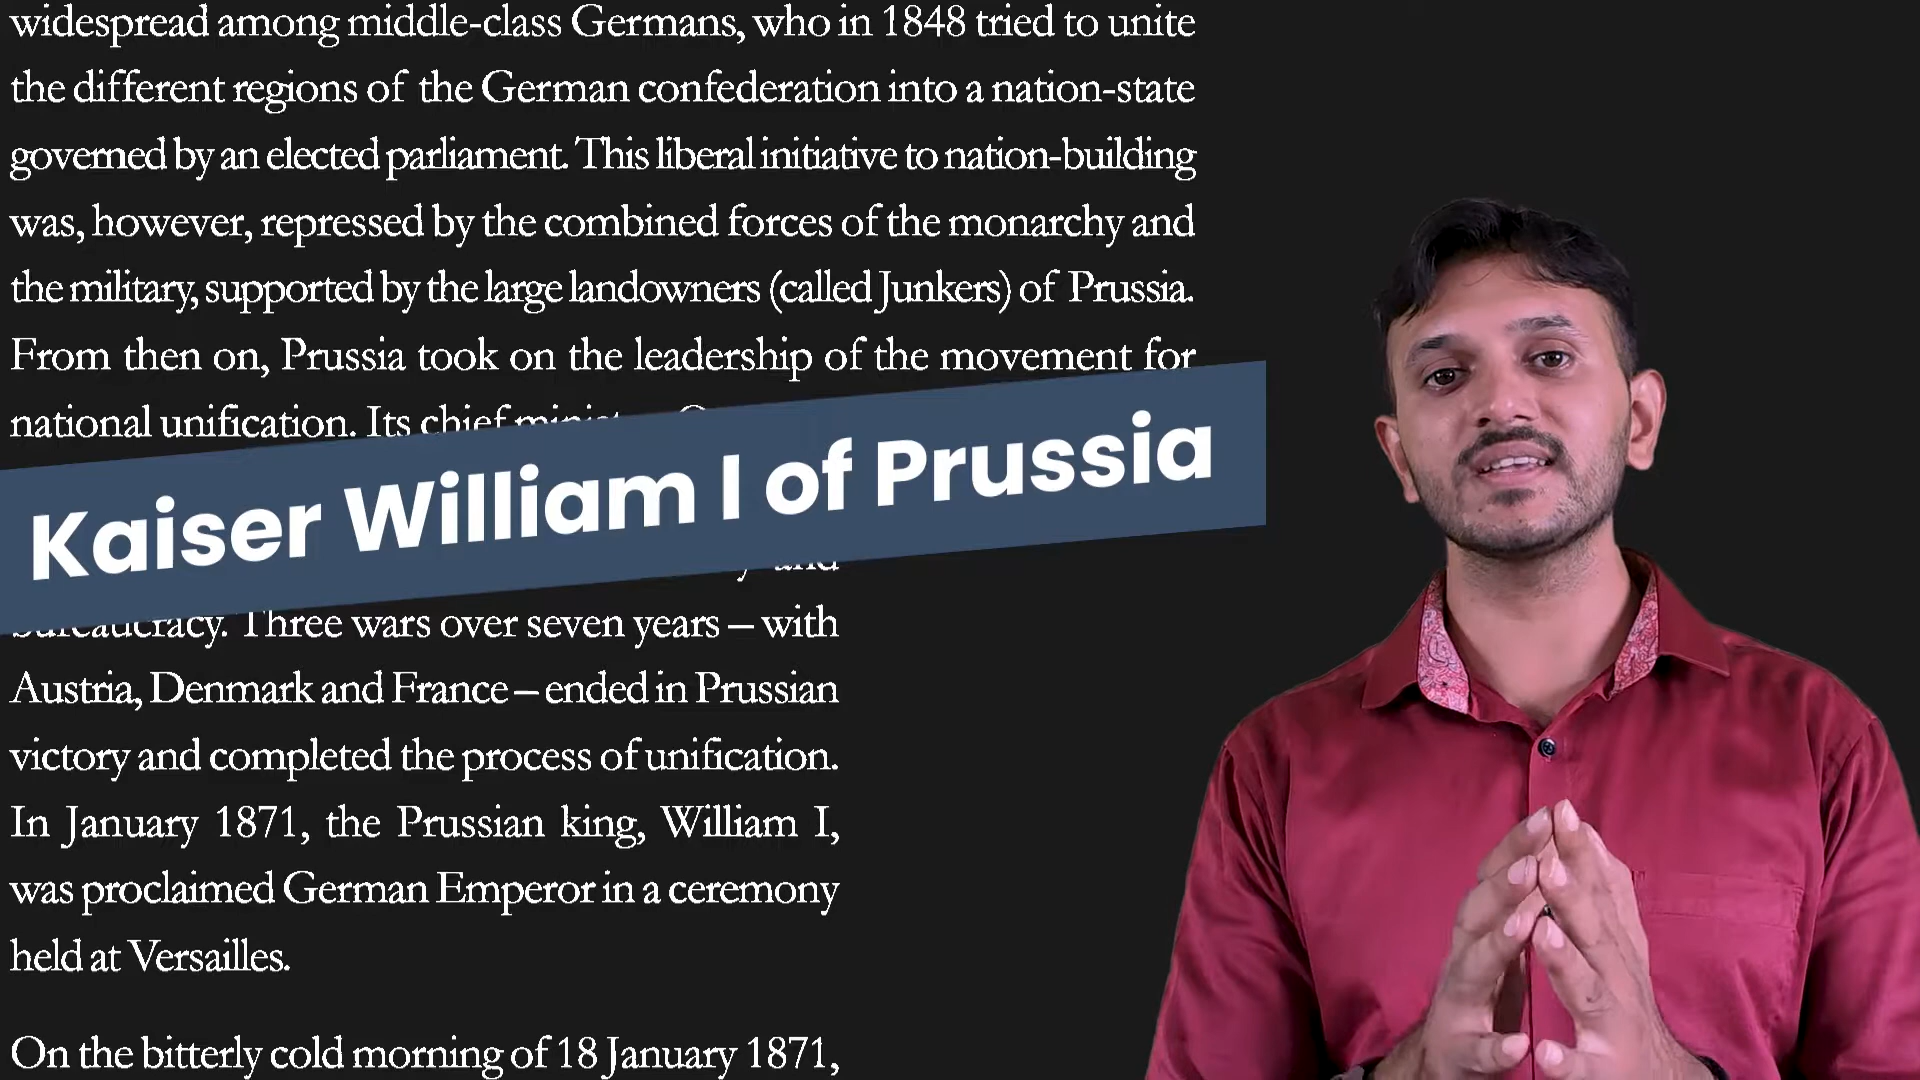 widespread among middle-class Germans, who in 1848 tried to unite
the different regions of the German confederation into a nation-state
governed by an elected parliament. This liberal initiative to nation-building
was, however, repressed by the combined forces of the monarchy and
the military, supported by the large landowners (called Junkers) of Prussia.
From then on, Prussia took on the leadership of the movement for
national unification. Its chief
Kaiser William I of Prussia
and
bureaucracy. Three wars over seven years – with
Austria, Denmark and France – ended in Prussian
victory and completed the process of unification.
In January 1871, the Prussian king, William I,
was proclaimed German Emperor in a ceremony
held at Versailles.
On the bitterly cold morning of 18 January 1871,